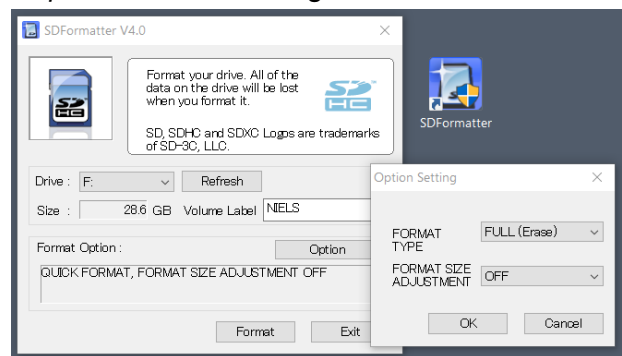 SDFormatter V4.0
Format your drive. All of the
data on the drive will be lost
when you format it.
SD, SDHC and SDXC Logos are trademarks
of SD-3C, LLC.
SD
HC
SD
HC
Drive : F: Refresh
Size : 28.6 GB Volume Label NIELS
Format Option : Option
QUICK FORMAT, FORMAT SIZE ADJUSTMENT OFF
Format Exit
SDFormatter
Option Setting
FORMAT
TYPE
FULL (Erase)
FORMAT SIZE
ADJUSTMENT
OFF
OK Cancel